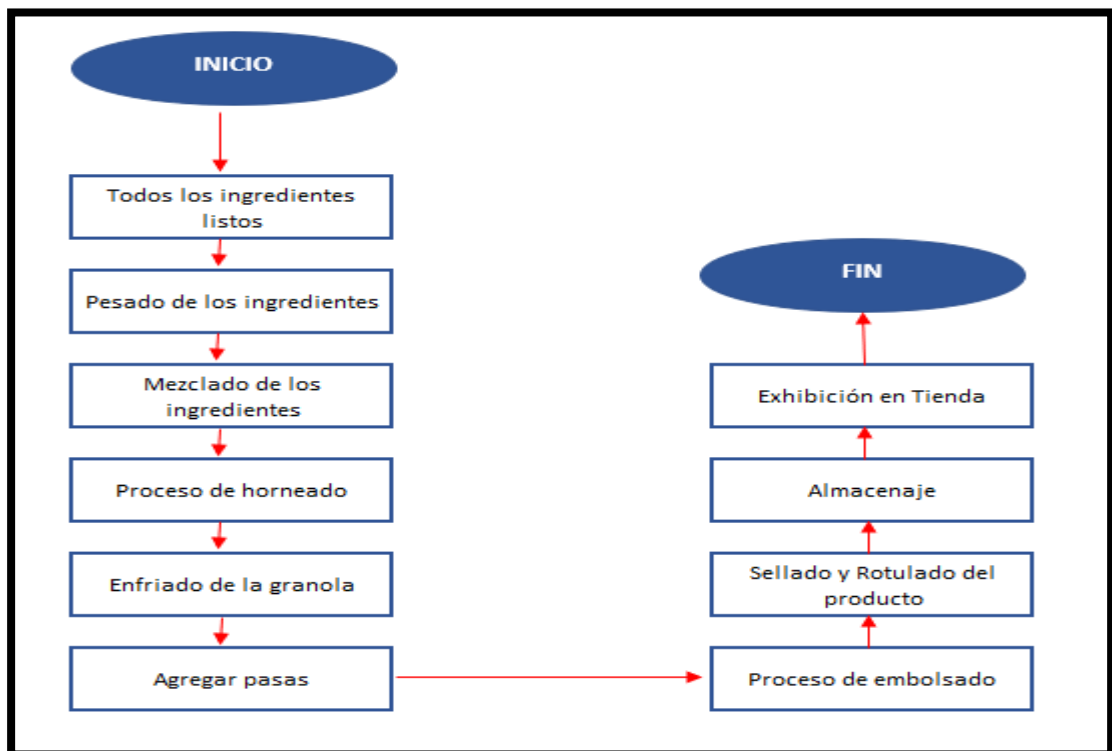 INICIO
Todos los ingredientes
listos
Pesado de los ingredientes
Mezclado de los
ingredientes
Proceso de horneado
Enfriado de la granola
Agregar pasas
Proceso de embolsado
Sellado y Rotulado del
producto
Almacenaje
Exhibición en Tienda
FIN